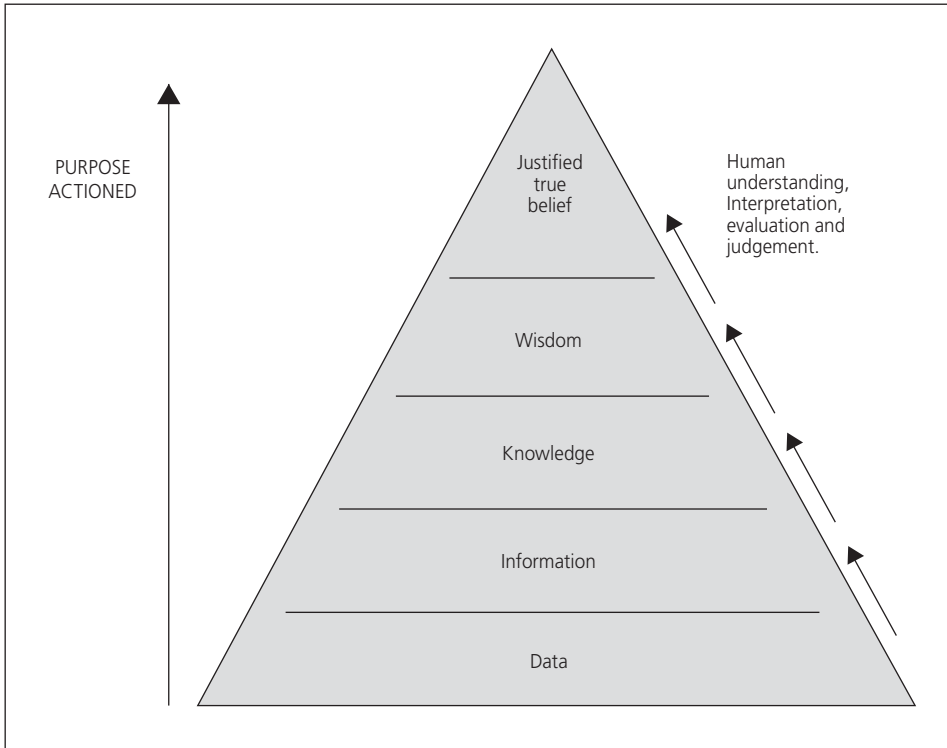 PURPOSE
ACTIONED
Justified
true
belief
Human
understanding,
Interpretation,
evaluation and
judgement.
Wisdom
Knowledge
Information
Data